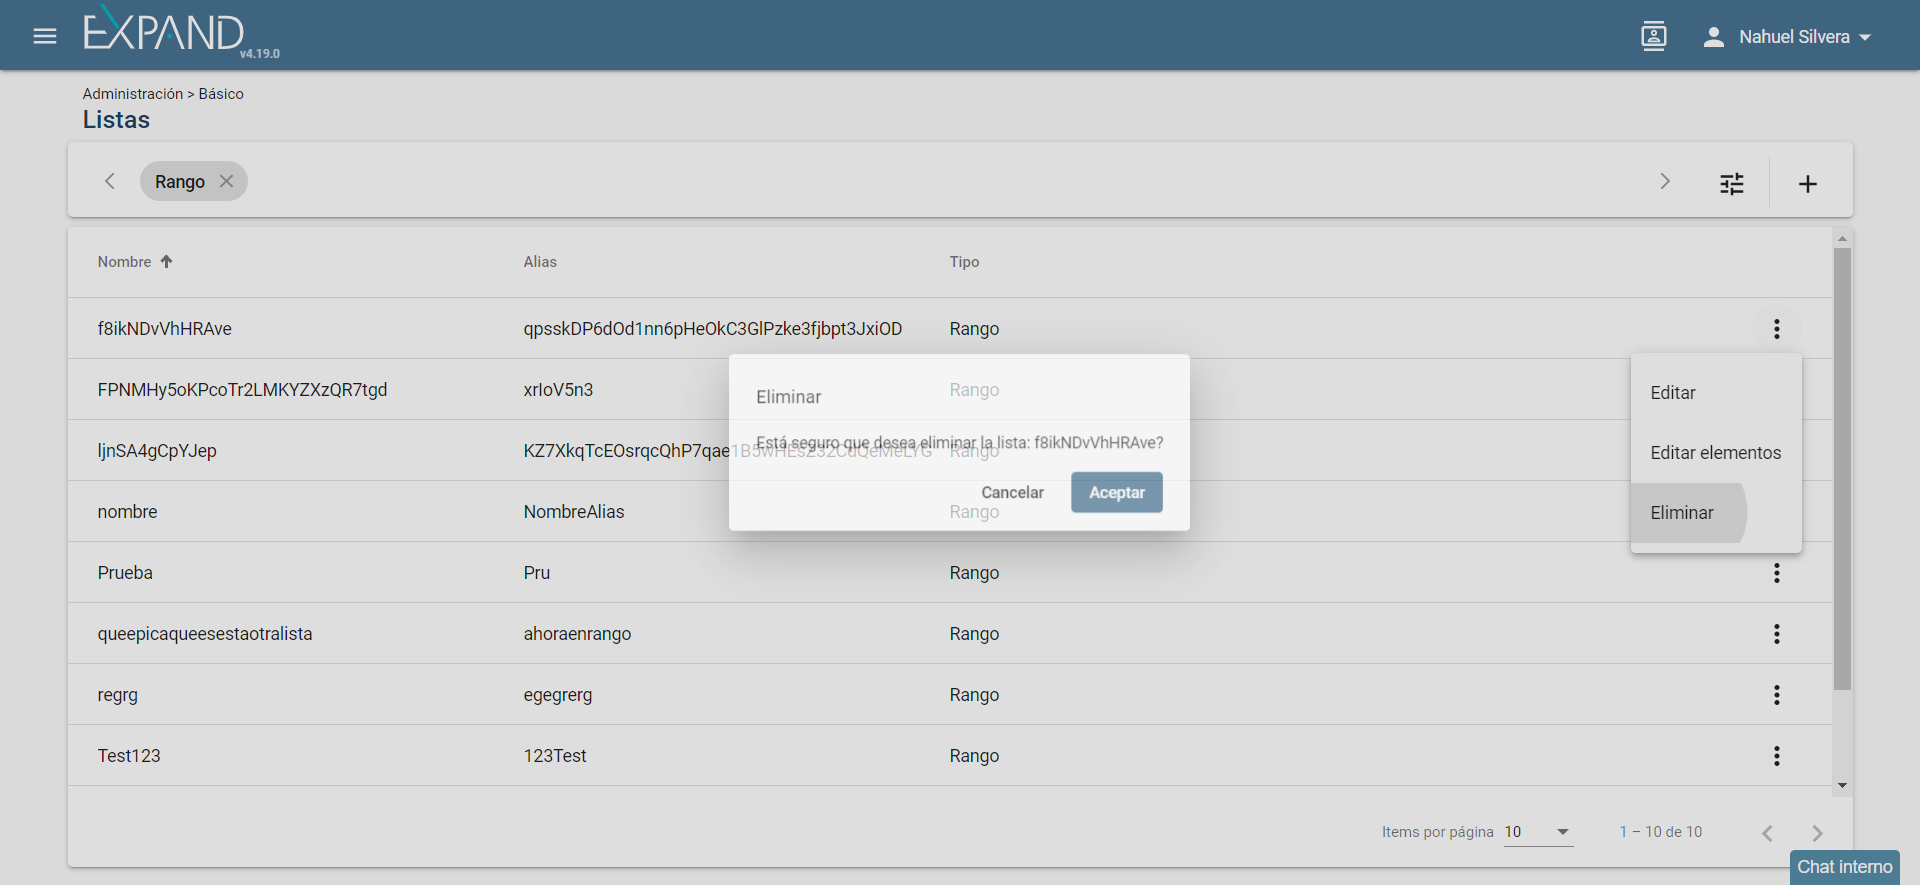 EXPAND
v4.19.0
Nahuel Silvera
Administración > Básico
Listas
Rango
Nombre Alias Tipo
f8ikNDvVhHRAve qpsskDP6dOd1nn6pHeOkC3GlPzke3fjbpt3JxiOD Rango
FPNMHy5oKPcoTr2LMKYZXzQR7tgd xrIoV5n3 Rango
ljnSA4gCpYJep KZ7XkqTcEOsrqcQhP7qae1B5wHEs232CdQeMeLYG Rango
nombre NombreAlias Rango
Prueba Pru Rango
queepicaqueesestaotralista ahoraenrango Rango
regrg egegrerg Rango
Test123 123Test Rango
Eliminar
Está seguro que desea eliminar la lista: f8ikNDvVhHRAve?
Cancelar Aceptar
Editar
Editar elementos
Eliminar
Items por página 10 1 – 10 de 10
Chat interno